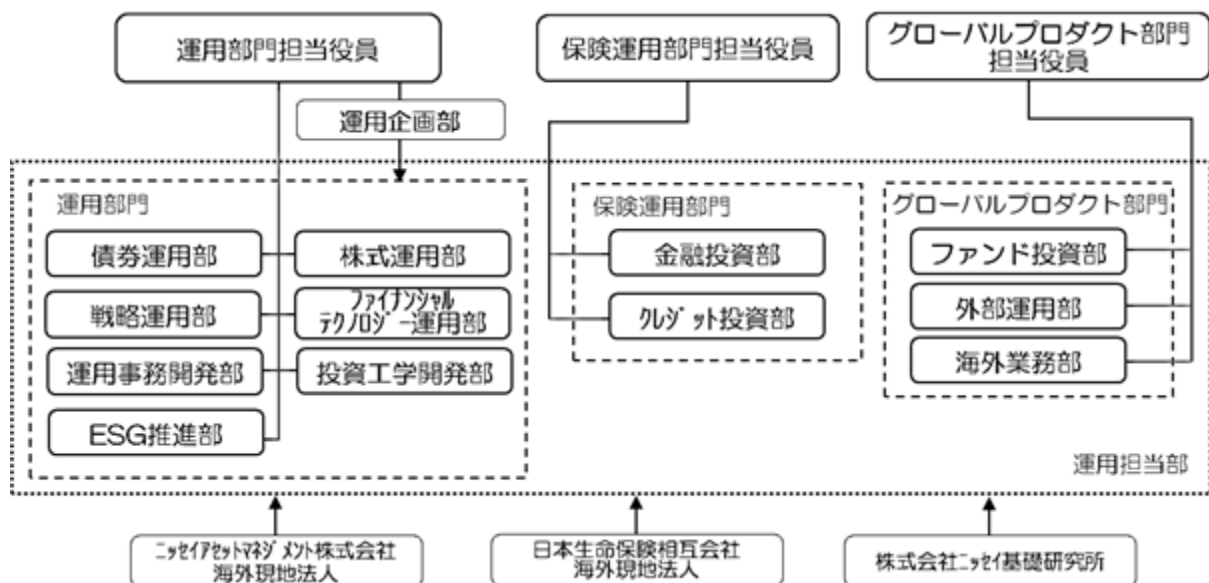 運用部門担当役員
保険運用部門担当役員
グローバルプロダクト部門
担当役員
運用企画部
運用部門
債券運用部
株式運用部
戦略運用部
ﾌｧｲﾅﾝｼｬﾙ
ﾃｸﾉﾛｼﾞｰ運用部
運用事務開発部
投資工学開発部
ESG推進部
保険運用部門
金融投資部
ｸﾚｼﾞｯﾄ投資部
グローバルプロダクト部門
ファンド投資部
外部運用部
海外業務部
運用担当部
ﾆｯｾｲｱｾｯﾄﾏﾈｼﾞﾒﾝﾄ株式会社
海外現地法人
日本生命保険相互会社
海外現地法人
株式会社ﾆｯｾｲ基礎研究所